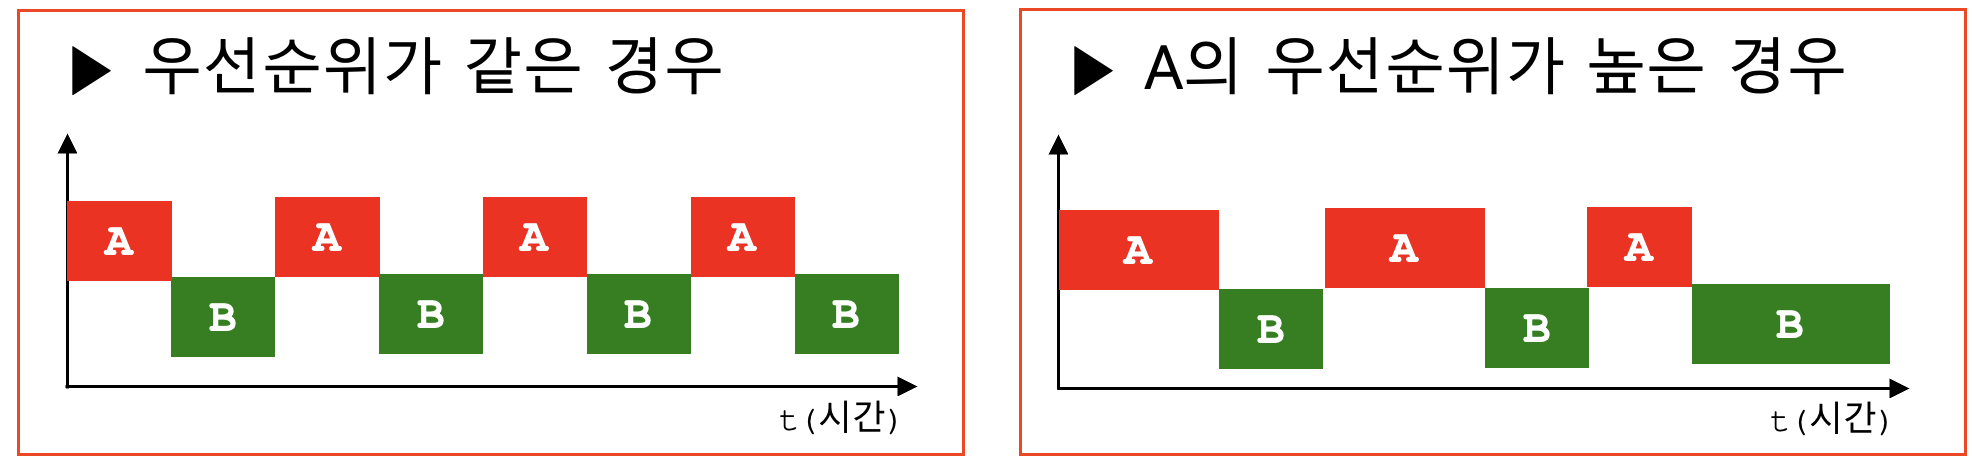 ▶ 우선순위가 같은 경우
A A A A
B B B B
t(시간)
▶ A의 우선순위가 높은 경우
A A A
B B B
t(시간)